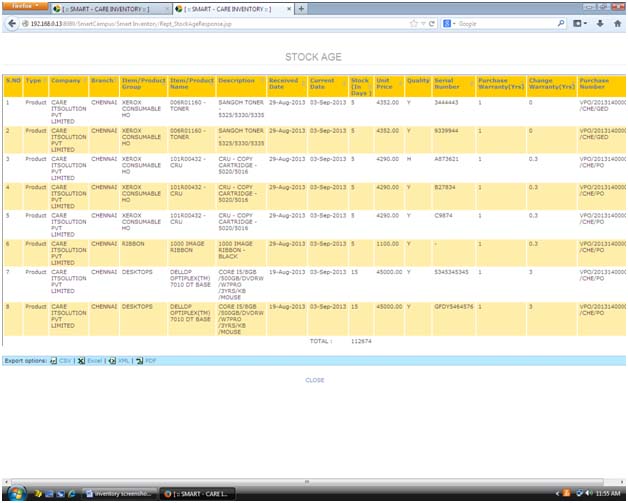 Firefox
[ :: SMART - CARE INVENTORY :: ]
[ :: SMART - CARE INVENTORY :: ]
192.168.0.13:8089/SmartCampus/Smart Inventory/Rept_StockAgeResponse.jsp
Google
STOCK AGE
S.NO Type Company Branch Item/Product Group Item/Product Name Description Received Date Current Date Stock (In Days ) Unit Price Quality Serial Number Purchase Warranty(Yrs) Change Warranty(Yrs) Purchase Number
1 Product CARE ITSOLUTION PVT LIMITED CHENNAI XEROX CONSUMABLE HO 006R01160 - TONER SANGOH TONER - 5325/5330/5335 29-Aug-2013 03-Sep-2013 5 4352.00 Y 3444443 1 0 VPO/2013140000 /CHE/GED
2 Product CARE ITSOLUTION PVT LIMITED CHENNAI XEROX CONSUMABLE HO 006R01160 - TONER SANGOH TONER - 5325/5330/5335 29-Aug-2013 03-Sep-2013 5 4352.00 Y 9339944 1 0 VPO/2013140000 /CHE/GED
3 Product CARE ITSOLUTION PVT LIMITED CHENNAI XEROX CONSUMABLE HO 101R00432 - CRU CRU - COPY CARTRIDGE - 5020/5016 29-Aug-2013 03-Sep-2013 5 4290.00 H A873621 1 0.3 VPO/2013140000 /CHE/PO
4 Product CARE ITSOLUTION PVT LIMITED CHENNAI XEROX CONSUMABLE HO 101R00432 - CRU CRU - COPY CARTRIDGE - 5020/5016 29-Aug-2013 03-Sep-2013 5 4290.00 Y B27834 1 0.3 VPO/2013140000 /CHE/PO
5 Product CARE ITSOLUTION PVT LIMITED CHENNAI XEROX CONSUMABLE HO 101R00432 - CRU CRU - COPY CARTRIDGE - 5020/5016 29-Aug-2013 03-Sep-2013 5 4290.00 Y C9874 1 0.3 VPO/2013140000 /CHE/PO
6 Product CARE ITSOLUTION PVT LIMITED CHENNAI RIBBON 1000 IMAGE RIBBON 1000 IMAGE RIBBON - BLACK 29-Aug-2013 03-Sep-2013 5 1100.00 Y - 1 0.3 VPO/2013140000 /CHE/PO
7 Product CARE ITSOLUTION PVT LIMITED CHENNAI DESKTOPS DELLDP OPTIPLEX(TM) 7010 DT BASE CORE I5/8GB /500GB/DVDRW /W7PRO /3YRS/KB /MOUSE 19-Aug-2013 03-Sep-2013 15 45000.00 Y 5345345345 1 3 VPO/2013140000 /CHE/PO
8 Product CARE ITSOLUTION PVT LIMITED CHENNAI DESKTOPS DELLDP OPTIPLEX(TM) 7010 DT BASE CORE I5/8GB /500GB/DVDRW /W7PRO /3YRS/KB /MOUSE 19-Aug-2013 03-Sep-2013 15 45000.00 Y GFDY5464576 1 3 VPO/2013140000 /CHE/PO
TOTAL : 112674
Export options: CSV | Excel | XML | PDF
CLOSE
inventory screensho...
[ :: SMART - CARE I...
11:55 AM